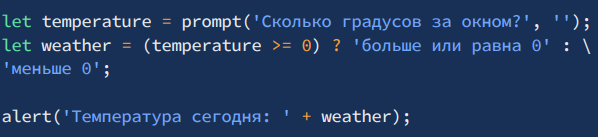 let temperature = prompt('Сколько градусов за окном?', '');
let weather = (temperature >= 0) ? 'больше или равна 0' : \
'меньше 0';
alert('Температура сегодня: ' + weather);